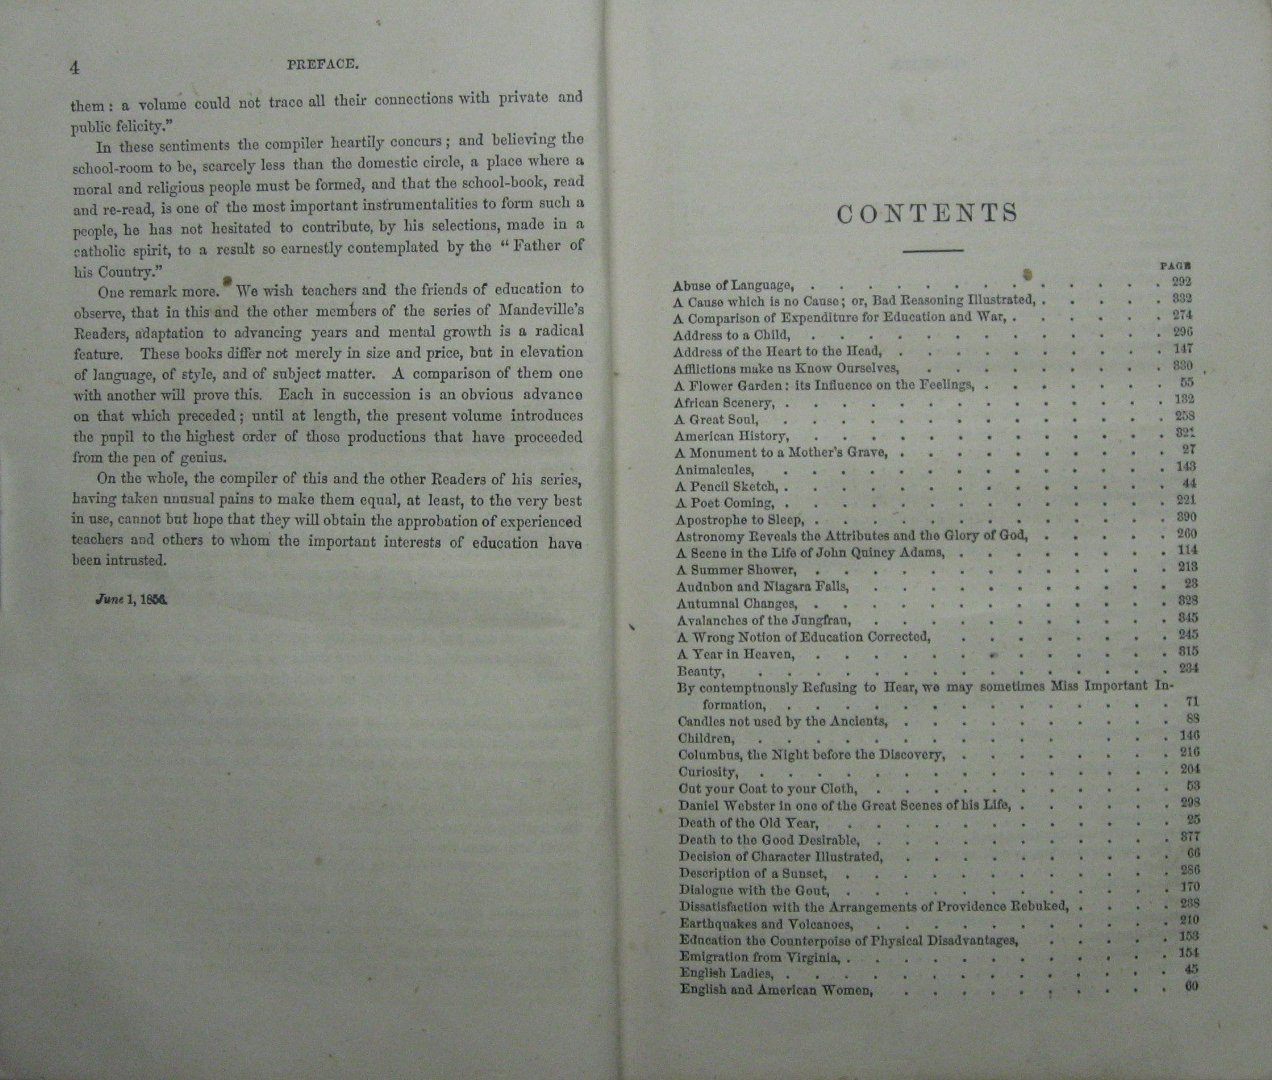 4 PREFACE.
them: a volume could not trace all their connections with private and
public felicity.”
In these sentiments the compiler heartily concurs; and believing the
school-room to be, scarcely less than the domestic circle, a place where a
moral and religious people must be formed, and that the school-book, read
and re-read, is one of the most important instrumentalities to form such a
people, he has not hesitated to contribute, by his selections, made in a
catholic spirit, to a result so earnestly contemplated by the “Father of
his Country.”
One remark more. We wish teachers and the friends of education to
observe, that in this and the other members of the series of Mandeville's
Readers, adaptation to advancing years and mental growth is a radical
feature. These books differ not merely in size and price, but in elevation
of language, of style, and of subject matter. A comparison of them one
with another will prove this. Each in succession is an obvious advance
on that which preceded; until at length, the present volume introduces
the pupil to the highest order of those productions that have proceeded
from the pen of genius.
On the whole, the compiler of this and the other Readers of his series,
having taken unusual pains to make them equal, at least, to the very best
in use, cannot but hope that they will obtain the approbation of experienced
teachers and others to whom the important interests of education have
been intrusted.
June 1,
CONTENTS
PAGE
Abuse of Language, . . . . . . . . . . . . . 292
A Cause which is no Cause; or, Bad Reasoning Illustrated, . . . . . 332
A Comparison of Expenditure for Education and War, . . . . . . 274
Address to a Child, . . . . . . . . . . . . . 296
Address of the Heart to the Head, . . . . . . . . . . 147
Afflictions make us Know Ourselves, . . . . . . . . . 330
A Flower Garden: its Influence on the Feelings, . . . . . . . 55
African Scenery, . . . . . . . . . . . . . . 132
A Great Soul, . . . . . . . . . . . . . . 258
American History, . . . . . . . . . . . . . 321
A Monument to a Mother's Grave, . . . . . . . . . . 27
Animalcules, . . . . . . . . . . . . . . 143
A Pencil Sketch, . . . . . . . . . . . . . . 44
A Poet Coming, . . . . . . . . . . . . . . 221
Apostrophe to Sleep, . . . . . . . . . . . . . 390
Astronomy Reveals the Attributes and the Glory of God, . . . . . 260
A Scene in the Life of John Quincy Adams, . . . . . . . . 114
A Summer Shower, . . . . . . . . . . . . . 213
Audubon and Niagara Falls, . . . . . . . . . . . 23
Autumnal Changes, . . . . . . . . . . . . . 328
Avalanches of the Jungfrau, . . . . . . . . . . . 345
A Wrong Notion of Education Corrected, . . . . . . . . 245
A Year in Heaven, . . . . . . . . . . . . . 315
Beauty, . . . . . . . . . . . . . . . 234
By contemptuously Refusing to Hear, we may sometimes Miss Important In-
formation, . . . . . . . . . . . . . . 71
Candles not used by the Ancients, . . . . . . . . . . 88
Children, . . . . . . . . . . . . . . 146
Columbus, the Night before the Discovery, . . . . . . . . 216
Curiosity, . . . . . . . . . . . . . . . 204
Cut your Coat to your Cloth, . . . . . . . . . . . 53
Daniel Webster in one of the Great Scenes of his Life, . . . . . . 298
Death of the Old Year, . . . . . . . . . . . . 25
Death to the Good Desirable, . . . . . . . . . . . 377
Decision of Character Illustrated, . . . . . . . . . . 66
Description of a Sunset, . . . . . . . . . . . . 286
Dialogue with the Gout, . . . . . . . . . . . . 170
Dissatisfaction with the Arrangements of Providence Rebuked, . . . . 238
Earthquakes and Volcanoes, . . . . . . . . . . . 210
Education the Counterpoise of Physical Disadvantages, . . . . . 153
Emigration from Virginia, . . . . . . . . . . . . 154
English Ladies, . . . . . . . . . . . . . . 45
English and American Women, . . . . . . . . . . 60